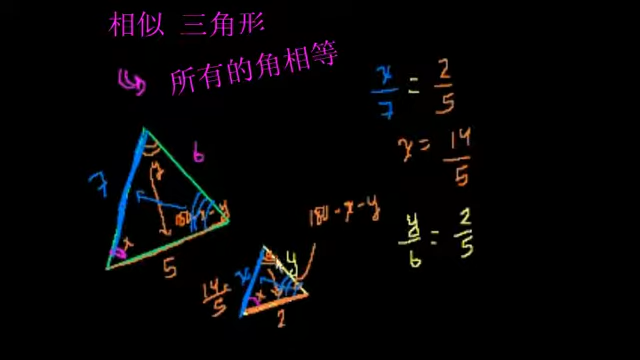 相似 三角形
所有的角相等
x/7 = 2/5
x = 14/5
y/6 = 2/5
7
6
y
180 - x - y
x
5
180 - x - y
y
x
14/5 =
x
y
2